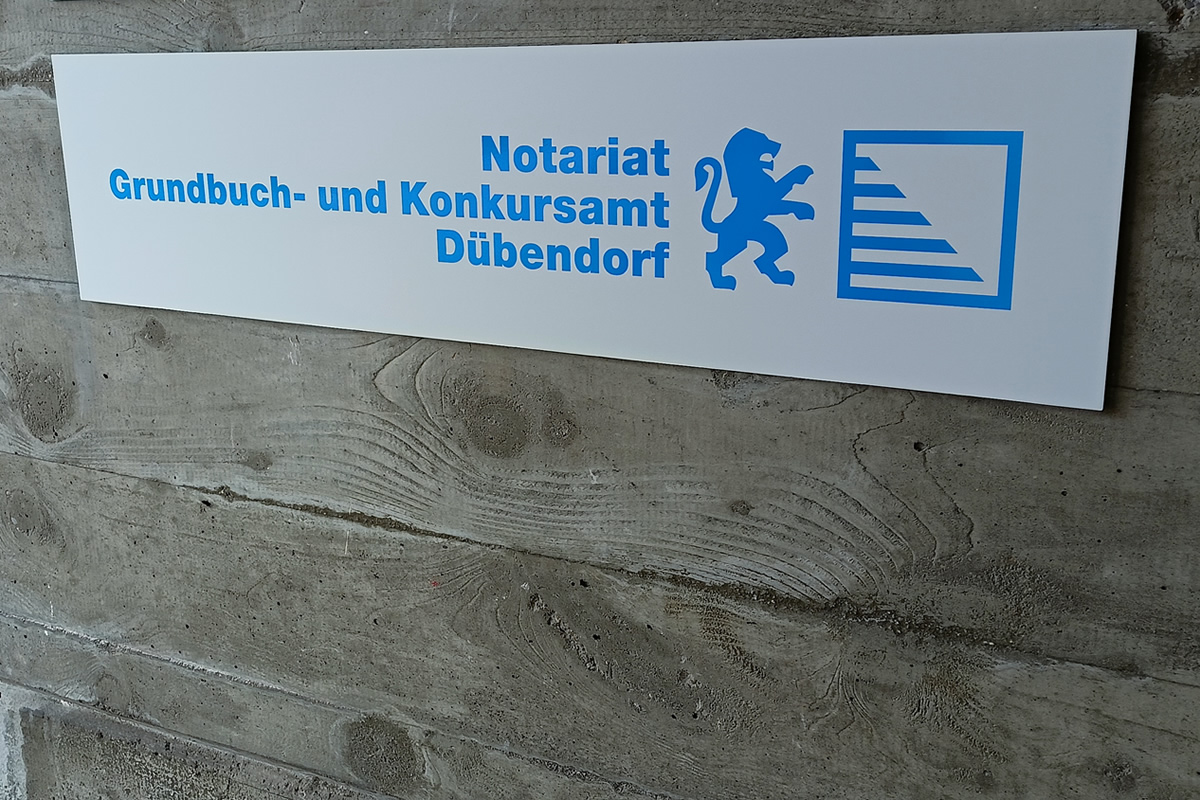 Notariat
Grundbuch- und Konkursamt
Dübendorf